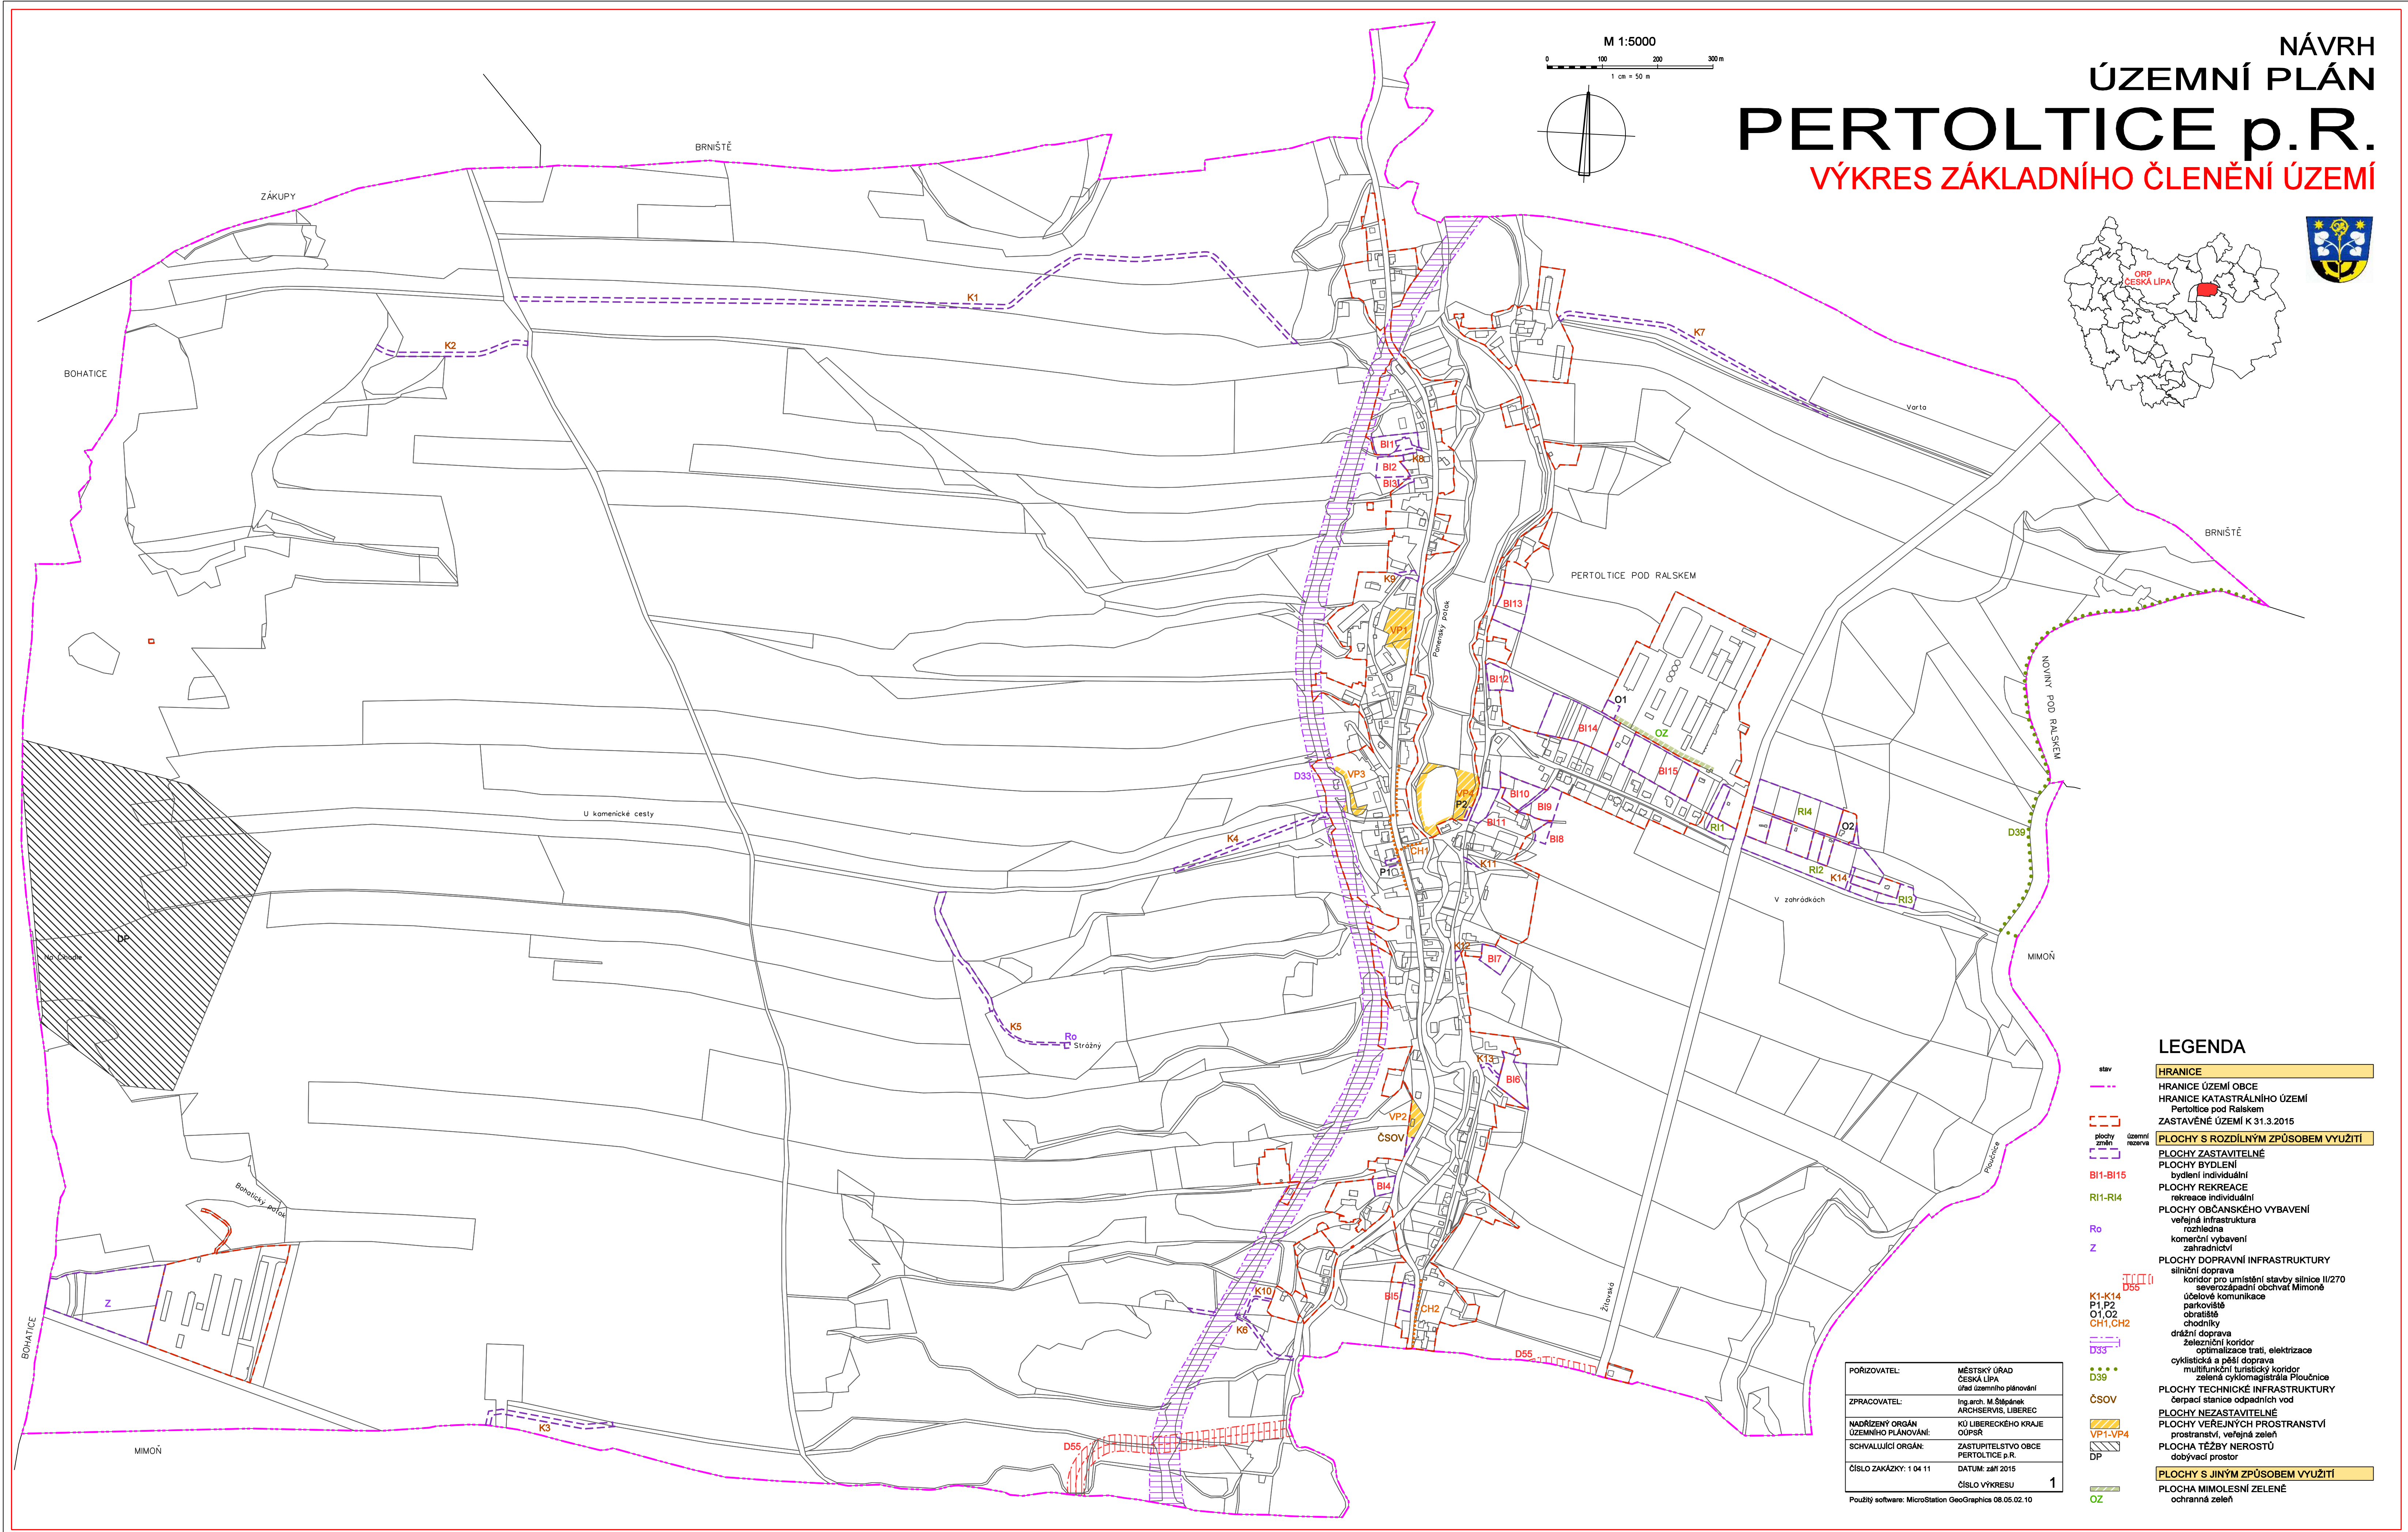 M 1:5000
0 100 200 300 m
1 cm = 50 m
NÁVRH
ÚZEMNÍ PLÁN
PERTOLTICE p.R.
VÝKRES ZÁKLADNÍHO ČLENĚNÍ ÚZEMÍ
ORP
ČESKÁ LÍPA
BRNIŠTĚ
ZÁKUPY
BOHATICE
K1
K2
K7
Varta
BI1
K8
BI2
BI3
BRNIŠTĚ
PERTOLTICE POD RALSKEM
K9
BI13
VP1
Panenský potok
NOVINY POD RALSKEM
BI12
O1
BI14
OZ
BI15
D33
VP3
VP4
P2
BI10
BI9
BI11
BI8
RI4
RI1
O2
D39
U kamenické cesty
K4
CH1
P1
K11
RI2
K14
RI3
V zahrádkách
DP
Na Číhadle
K12
BI7
MIMOŇ
K5
Ro
Strážný
K13
BI6
VP2
ČSOV
Ploučnice
BI4
Bohatický potok
Z
K10
K6
BI5
CH2
Žitavská
BOHATICE
D55
K3
D55
MIMOŇ
LEGENDA
stav
HRANICE
HRANICE ÚZEMÍ OBCE
HRANICE KATASTRÁLNÍHO ÚZEMÍ
Pertoltice pod Ralskem
ZASTAVĚNÉ ÚZEMÍ K 31.3.2015
plochy změn
územní rezerva
PLOCHY S ROZDÍLNÝM ZPŮSOBEM VYUŽITÍ
PLOCHY ZASTAVITELNÉ
PLOCHY BYDLENÍ
BI1-BI15 bydlení individuální
PLOCHY REKREACE
RI1-RI4 rekreace individuální
PLOCHY OBČANSKÉHO VYBAVENÍ
veřejná infrastruktura
Ro rozhledna
komerční vybavení
Z zahradnictví
PLOCHY DOPRAVNÍ INFRASTRUKTURY
silniční doprava
koridor pro umístění stavby silnice II/270
D55 severozápadní obchvat Mimoně
K1-K14 účelové komunikace
P1,P2 parkoviště
O1,O2 obratiště
CH1,CH2 chodníky
drážní doprava
železniční koridor
D33 optimalizace trati, elektrizace
cyklistická a pěší doprava
multifunkční turistický koridor
D39 zelená cyklomagistrála Ploučnice
PLOCHY TECHNICKÉ INFRASTRUKTURY
ČSOV čerpací stanice odpadních vod
PLOCHY NEZASTAVITELNÉ
PLOCHY VEŘEJNÝCH PROSTRANSTVÍ
VP1-VP4 prostranství, veřejná zeleň
PLOCHA TĚŽBY NEROSTŮ
DP dobývací prostor
PLOCHY S JINÝM ZPŮSOBEM VYUŽITÍ
PLOCHA MIMOLESNÍ ZELENĚ
OZ ochranná zeleň
POŘIZOVATEL: MĚSTSKÝ ÚŘAD
ČESKÁ LÍPA
úřad územního plánování
ZPRACOVATEL: Ing.arch. M.Štěpánek
ARCHSERVIS, LIBEREC
NADŘÍZENÝ ORGÁN KÚ LIBERECKÉHO KRAJE
ÚZEMNÍHO PLÁNOVÁNÍ: OÚPSŘ
SCHVALUJÍCÍ ORGÁN: ZASTUPITELSTVO OBCE
PERTOLTICE p.R.
ČÍSLO ZAKÁZKY: 1 04 11 DATUM: září 2015
ČÍSLO VÝKRESU 1
Použitý software: MicroStation GeoGraphics 08.05.02.10